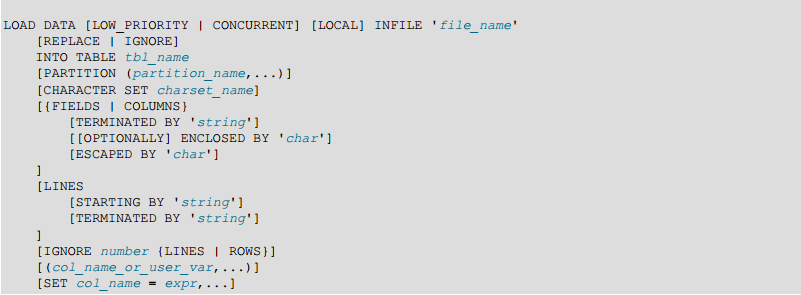 LOAD DATA [LOW_PRIORITY | CONCURRENT] [LOCAL] INFILE 'file_name'
    [REPLACE | IGNORE]
    INTO TABLE tbl_name
    [PARTITION (partition_name,...)]
    [CHARACTER SET charset_name]
    [{FIELDS | COLUMNS}
        [TERMINATED BY 'string']
        [[OPTIONALLY] ENCLOSED BY 'char']
        [ESCAPED BY 'char']
    ]
    [LINES
        [STARTING BY 'string']
        [TERMINATED BY 'string']
    ]
    [IGNORE number {LINES | ROWS}]
    [(col_name_or_user_var,...)]
    [SET col_name = expr,...]